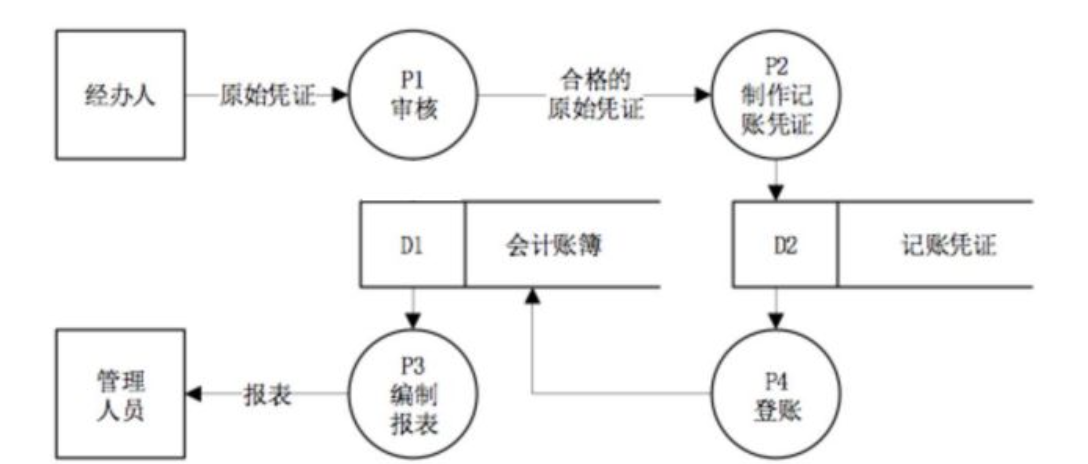 经办人
原始凭证
P1
审核
合格的
原始凭证
P2
制作记
账凭证
D1
会计账簿
D2
记账凭证
管理
人员
报表
P3
编制
报表
P4
登账